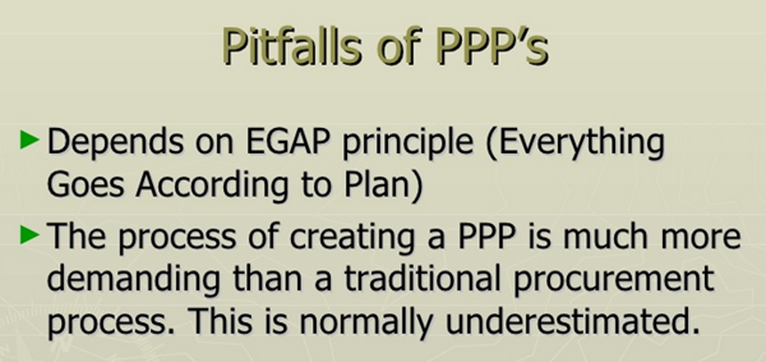 Pitfalls of PPP's
Depends on EGAP principle (Everything
Goes According to Plan)
The process of creating a PPP is much more
demanding than a traditional procurement
process. This is normally underestimated.